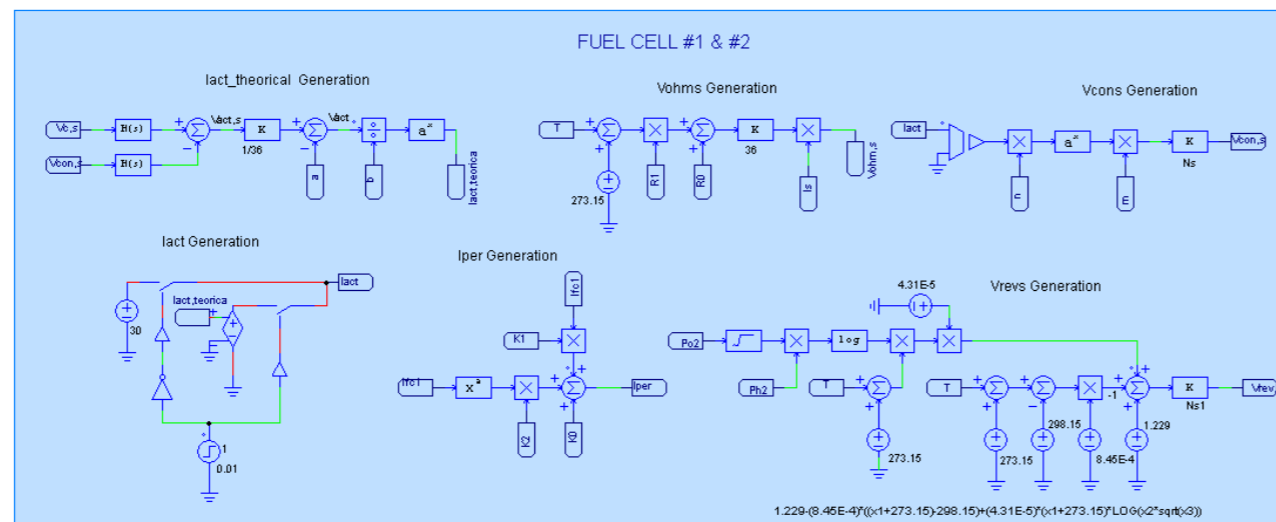 FUEL CELL #1 & #2
Iact_theorical Generation
Vc,s
H(s)
Vact,s
K
1/36
Vact
a
b
a^x
Iact,teorica
Vcon,s
H(s)
Vohms Generation
T
273.15
R1
R0
K
36
Is
Vohm,s
Vcons Generation
Iact
n
a^x
m
K
Ns
Vcon,s
Iact Generation
30
Iact,teorica
Iact
1
0.01
Iper Generation
Ifc1
K1
Ifc1
x^a
K2
K0
Iper
Vrevs Generation
4.31E-5
Po2
log
Ph2
T
273.15
T
273.15
298.15
8.45E-4
-1
1.229
K
Ns1
Vrev
1.229-(8.45E-4)*((x1+273.15)-298.15)+(4.31E-5)*(x1+273.15)*LOG(x2*sqrt(x3))